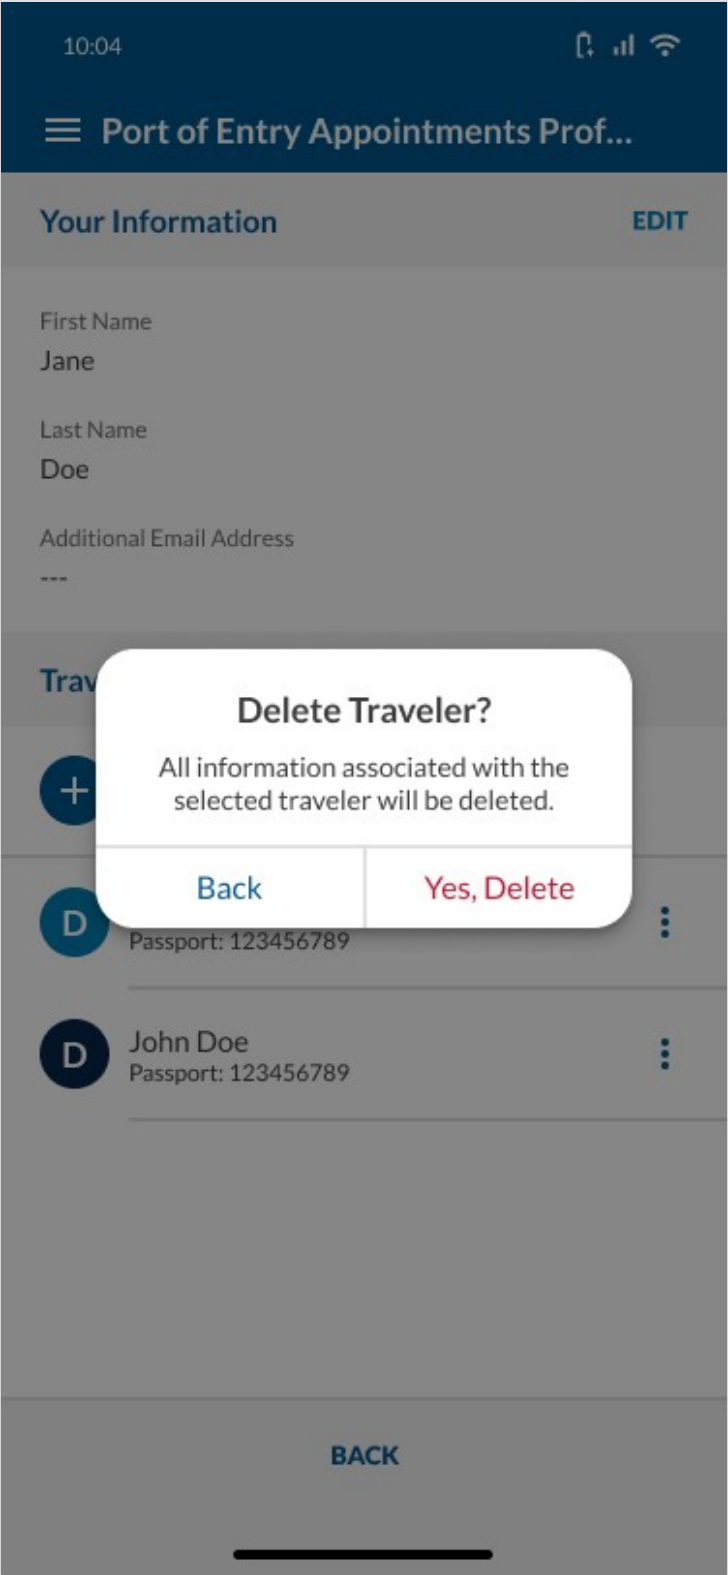 10:04
Port of Entry Appointments Prof...
Your Information
EDIT
First Name
Jane
Last Name
Doe
Additional Email Address
---
Trav
Delete Traveler?
All information associated with the
selected traveler will be deleted.
Back
Yes, Delete
D
Passport: 123456789
D
John Doe
Passport: 123456789
BACK